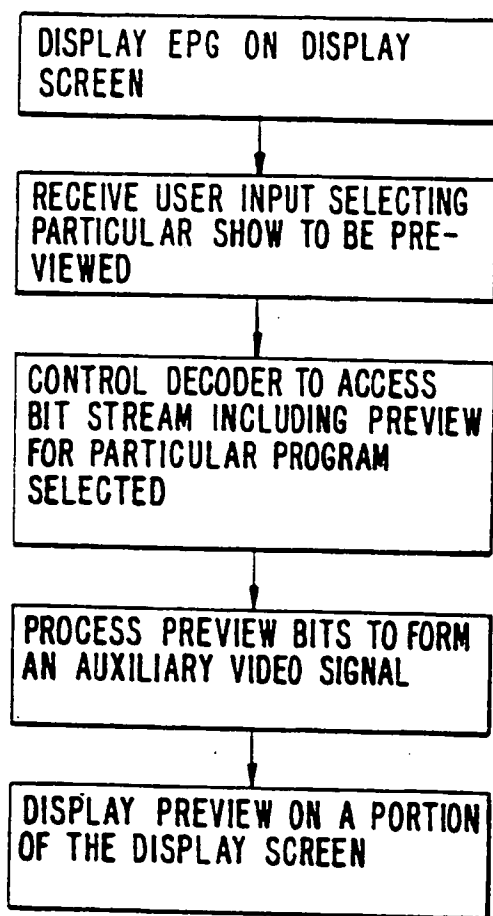 DISPLAY EPG ON DISPLAY
SCREEN
RECEIVE USER INPUT SELECTING
PARTICULAR SHOW TO BE PRE-
VIEWED
CONTROL DECODER TO ACCESS
BIT STREAM INCLUDING PREVIEW
FOR PARTICULAR PROGRAM
SELECTED
PROCESS PREVIEW BITS TO FORM
AN AUXILIARY VIDEO SIGNAL
DISPLAY PREVIEW ON A PORTION
OF THE DISPLAY SCREEN